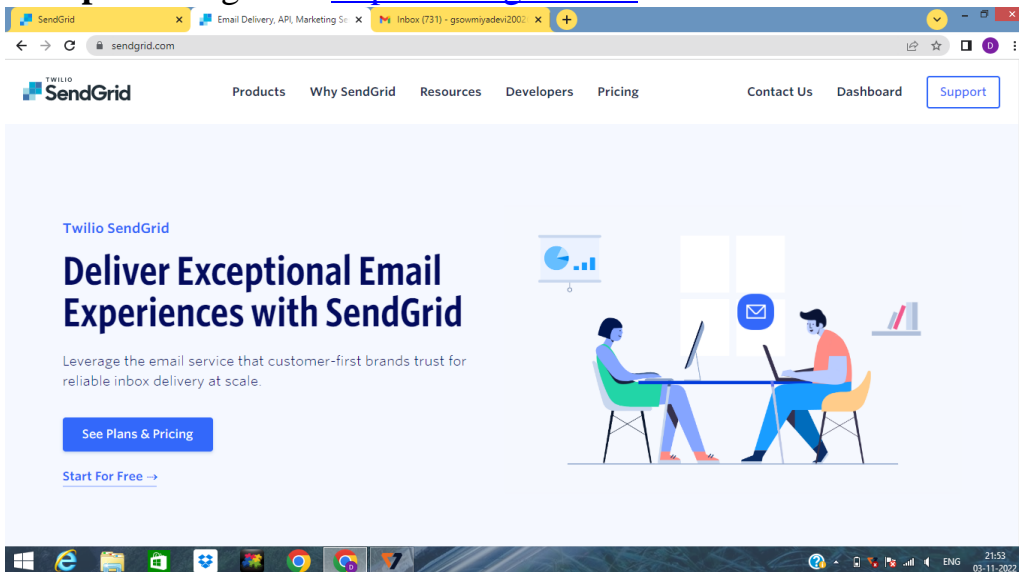 SendGrid
Email Delivery, API, Marketing Se
Inbox (731) - gsowmiyadevi2002
sendgrid.com
D
TWILIO
SendGrid
Products Why SendGrid Resources Developers Pricing Contact Us Dashboard Support
Twilio SendGrid
Deliver Exceptional Email
Experiences with SendGrid
Leverage the email service that customer-first brands trust for
reliable inbox delivery at scale.
See Plans & Pricing
Start For Free →
ENG 21:53
03-11-2022